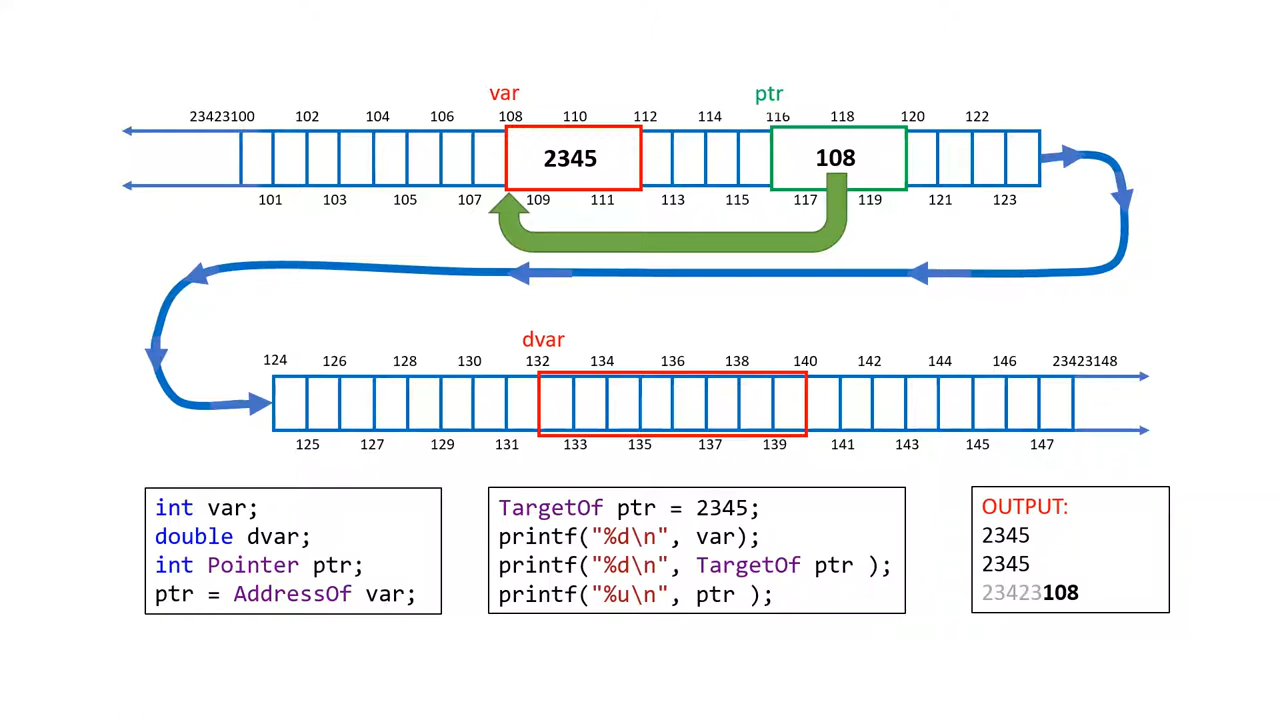 var ptr
23423100 102 104 106 108 110 112 114 116 118 120 122
2345 108
101 103 105 107 109 111 113 115 117 119 121 123
dvar
124 126 128 130 132 134 136 138 140 142 144 146 23423148
125 127 129 131 133 135 137 139 141 143 145 147
int var;
double dvar;
int Pointer ptr;
ptr = AddressOf var;
TargetOf ptr = 2345;
printf("%d\n", var);
printf("%d\n", TargetOf ptr );
printf("%u\n", ptr );
OUTPUT:
2345
2345
23423108